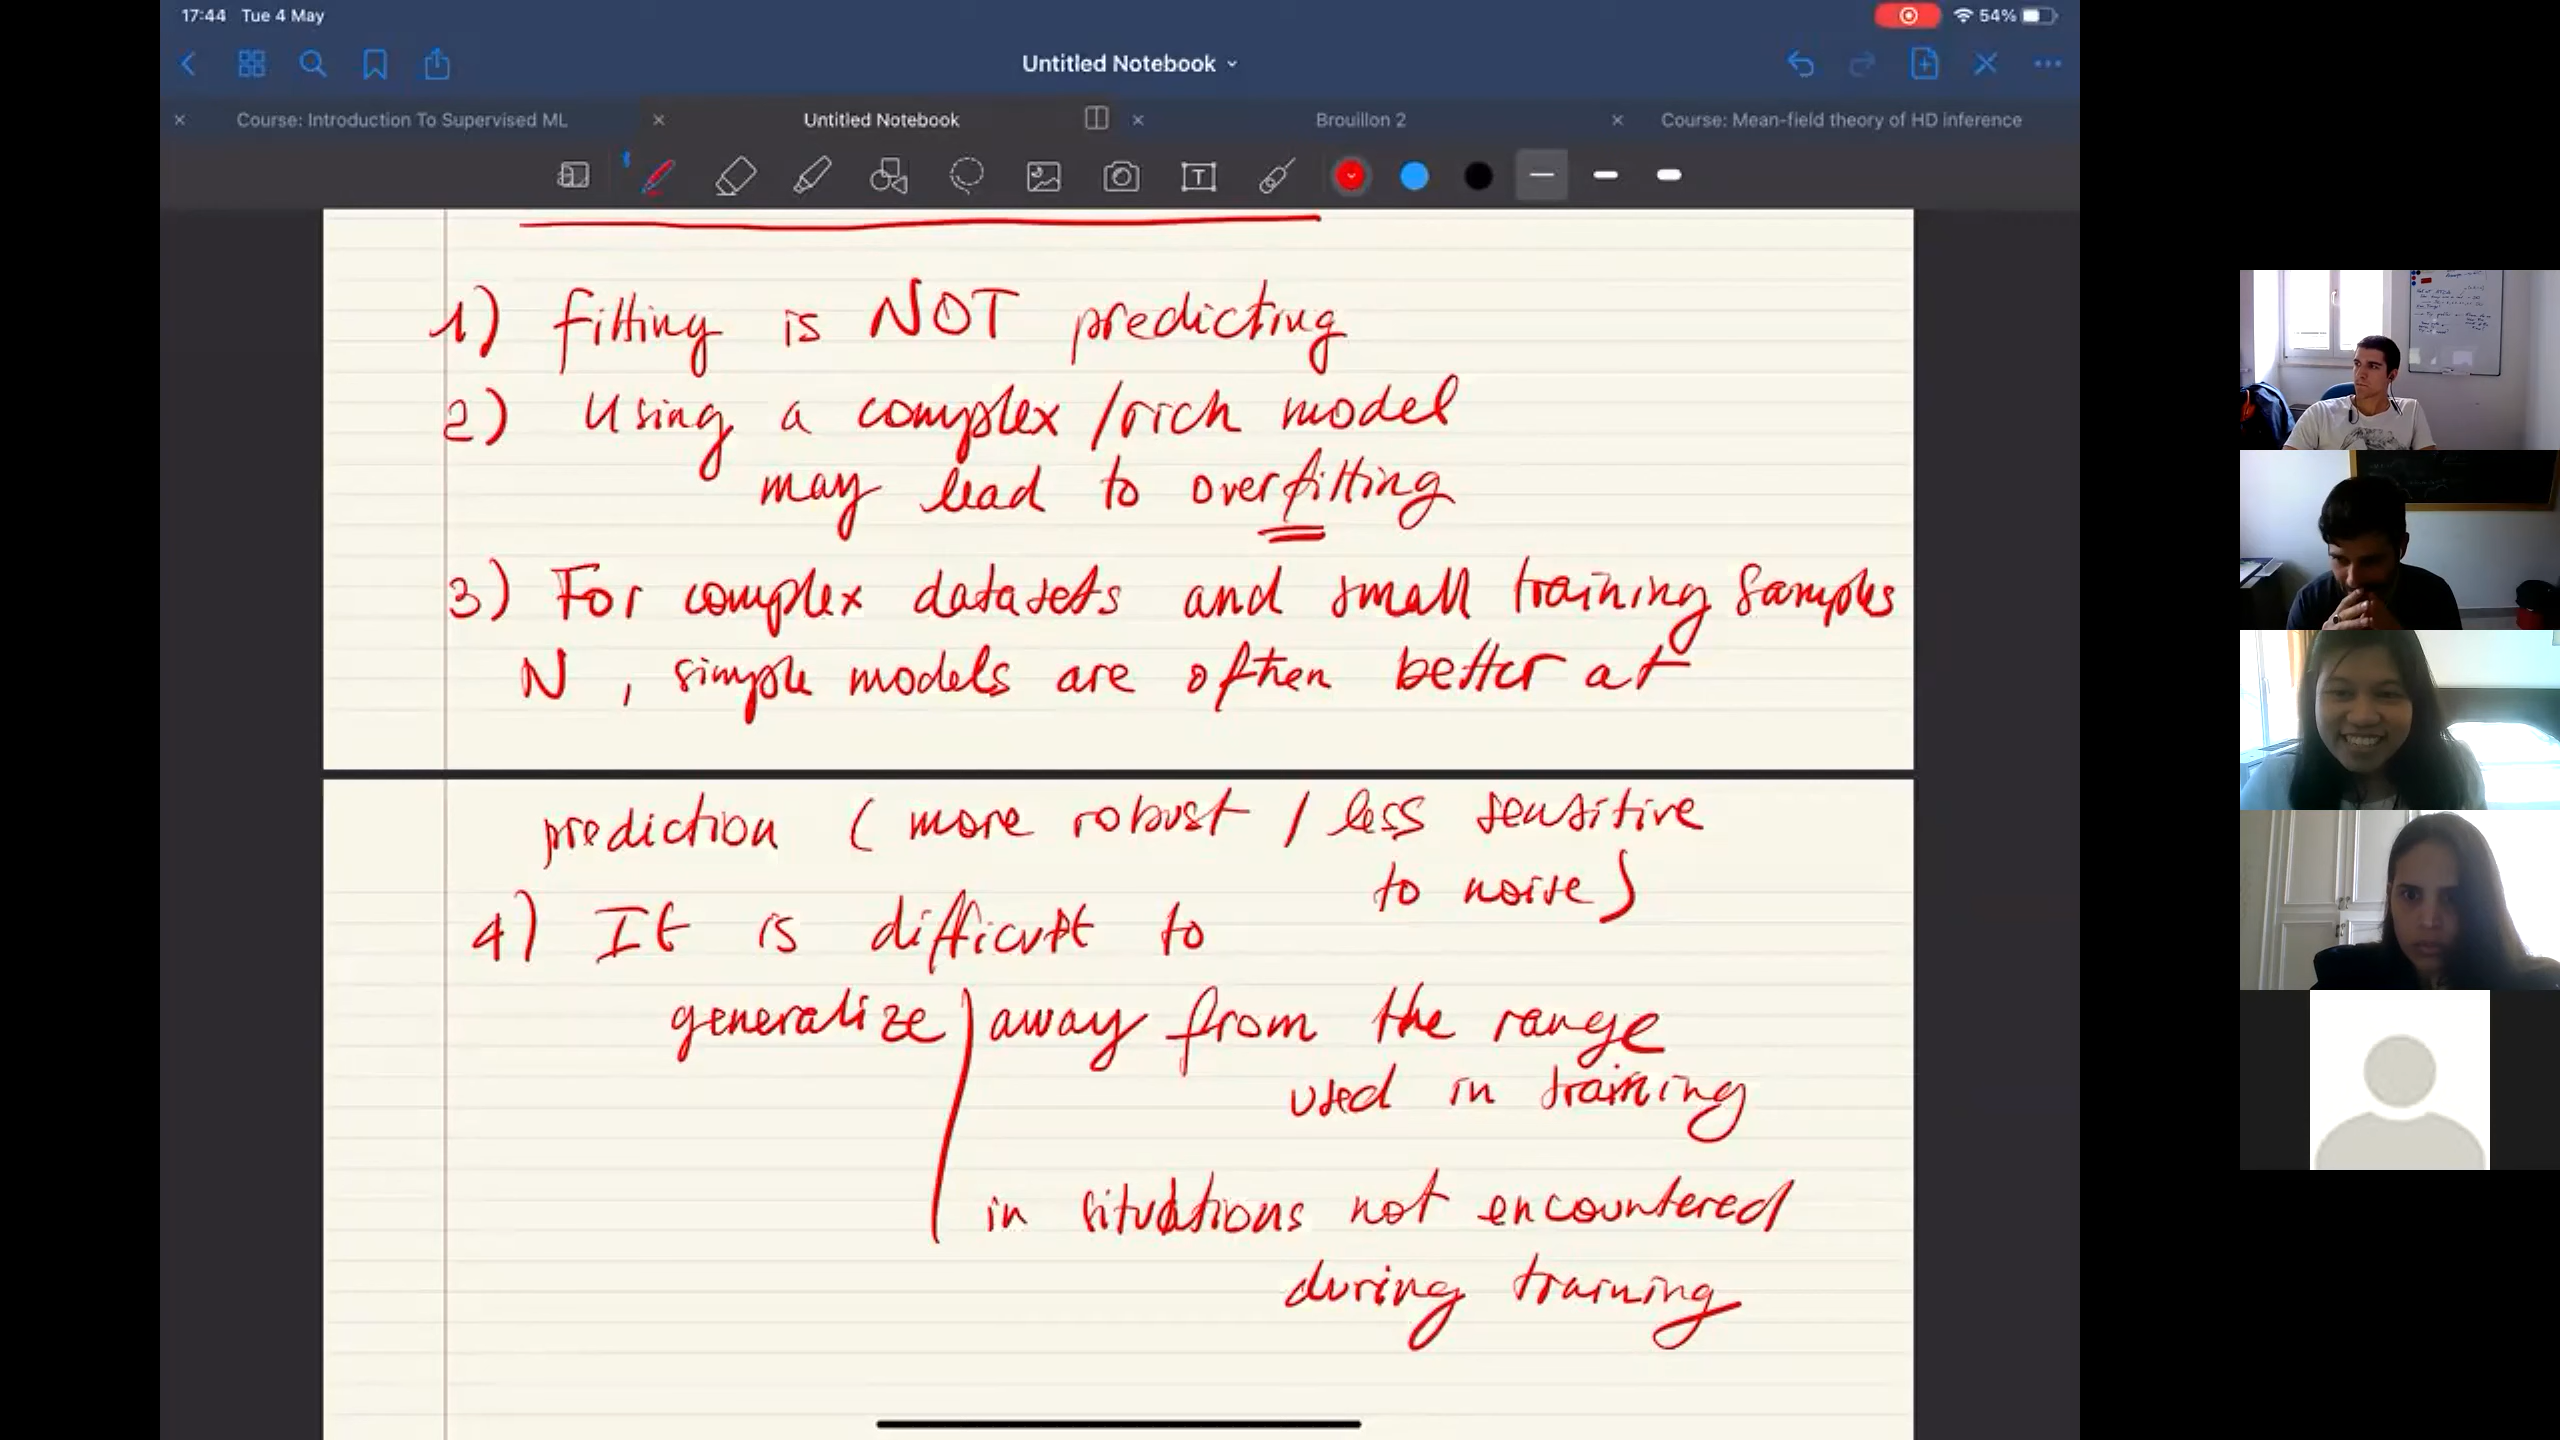 17:44 Tue 4 May
54%
Untitled Notebook
Course: Introduction To Supervised ML
Untitled Notebook
Brouillon 2
Course: Mean-field theory of HD inference
1) Fitting is NOT predicting
2) Using a complex/rich model
may lead to overfitting
3) For complex datasets and small training samples
N, simple models are often better at
prediction (more robust / less sensitive
to noise)
4) It is difficult to
generalize away from the range
used in training
in situations not encountered
during training